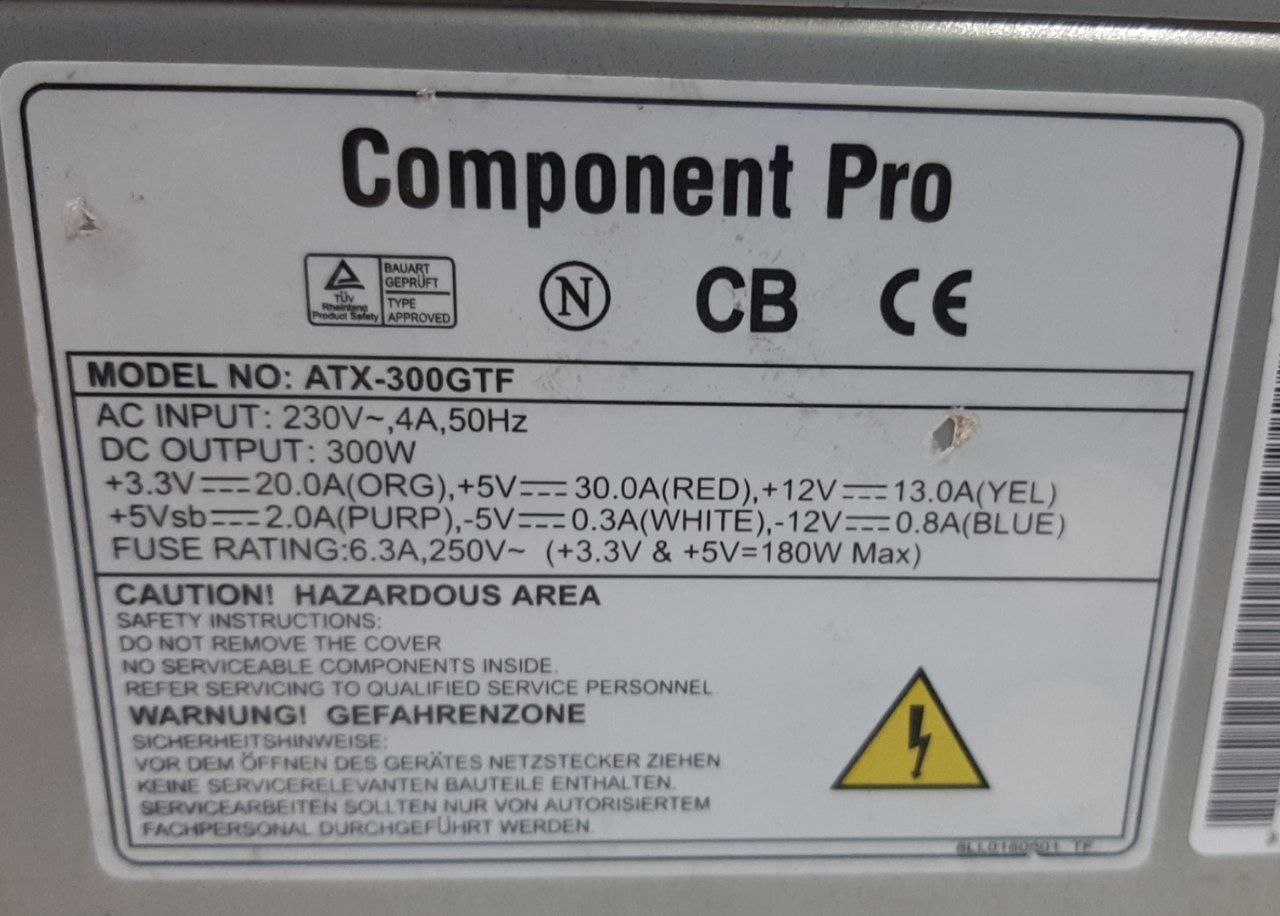 Component Pro
TÜV
Rheinland
Product Safety
BAUART
GEPRÜFT
TYPE
APPROVED
N
CB
CE
MODEL NO: ATX-300GTF
AC INPUT: 230V~,4A,50Hz
DC OUTPUT: 300W
+3.3V⎓20.0A(ORG),+5V⎓30.0A(RED),+12V⎓13.0A(YEL)
+5Vsb⎓2.0A(PURP),-5V⎓0.3A(WHITE),-12V⎓0.8A(BLUE)
FUSE RATING:6.3A,250V~ (+3.3V & +5V=180W Max)
CAUTION! HAZARDOUS AREA
SAFETY INSTRUCTIONS:
DO NOT REMOVE THE COVER
NO SERVICEABLE COMPONENTS INSIDE.
REFER SERVICING TO QUALIFIED SERVICE PERSONNEL
WARNUNG! GEFAHRENZONE
SICHERHEITSHINWEISE:
VOR DEM ÖFFNEN DES GERÄTES NETZSTECKER ZIEHEN
KEINE SERVICERELEVANTEN BAUTEILE ENTHALTEN.
SERVICEARBEITEN SOLLTEN NUR VON AUTORISIERTEM
FACHPERSONAL DURCHGEFÜHRT WERDEN.